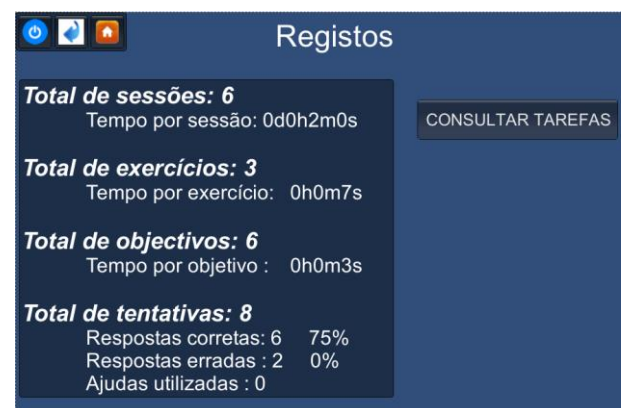 Registos
Total de sessões: 6
Tempo por sessão: 0d0h2m0s
CONSULTAR TAREFAS
Total de exercícios: 3
Tempo por exercício: 0h0m7s
Total de objectivos: 6
Tempo por objetivo : 0h0m3s
Total de tentativas: 8
Respostas corretas: 6 75%
Respostas erradas : 2 0%
Ajudas utilizadas : 0